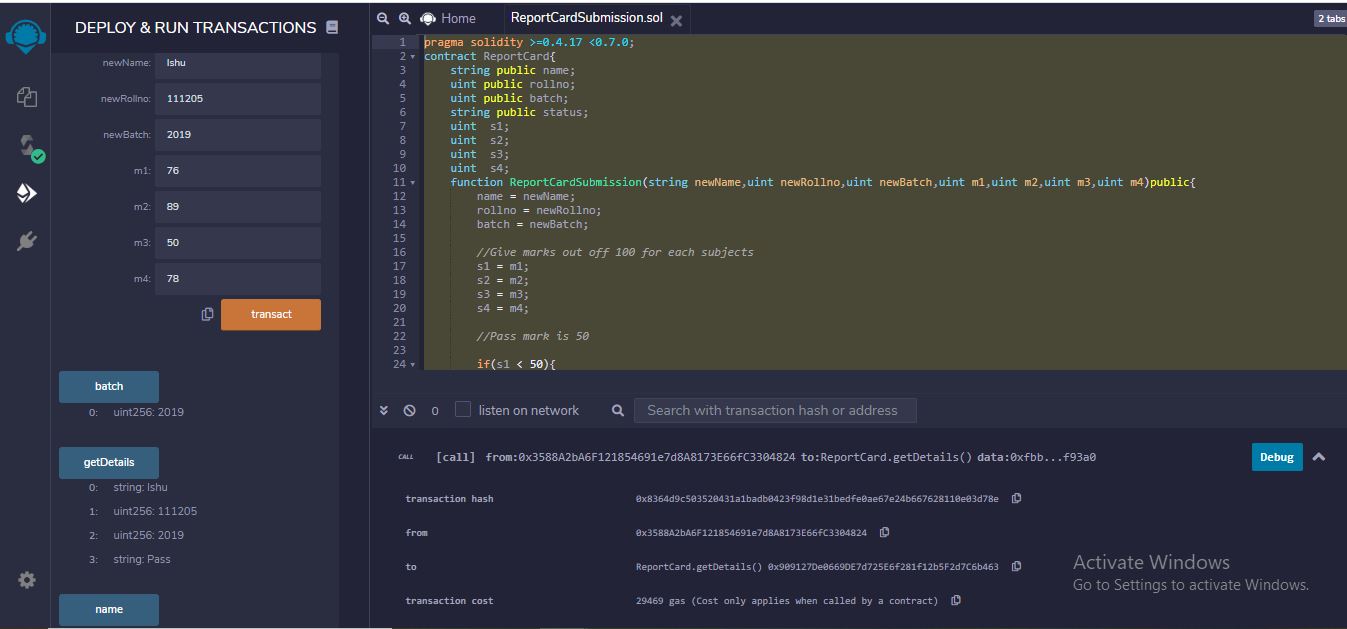 DEPLOY & RUN TRANSACTIONS
newName: Ishu
newRollno: 111205
newBatch: 2019
m1: 76
m2: 89
m3: 50
m4: 78
transact
batch
0: uint256: 2019
getDetails
0: string: Ishu
1: uint256: 111205
2: uint256: 2019
3: string: Pass
name
Home ReportCardSubmission.sol
2 tabs
1 pragma solidity >=0.4.17 <0.7.0;
2 contract ReportCard{
3 string public name;
4 uint public rollno;
5 uint public batch;
6 string public status;
7 uint s1;
8 uint s2;
9 uint s3;
10 uint s4;
11 function ReportCardSubmission(string newName,uint newRollno,uint newBatch,uint m1,uint m2,uint m3,uint m4)public{
12 name = newName;
13 rollno = newRollno;
14 batch = newBatch;
15
16 //Give marks out off 100 for each subjects
17 s1 = m1;
18 s2 = m2;
19 s3 = m3;
20 s4 = m4;
21
22 //Pass mark is 50
23
24 if(s1 < 50){
0 listen on network Search with transaction hash or address
CALL [call] from:0x3588A2bA6F121854691e7d8A8173E66fC3304824 to:ReportCard.getDetails() data:0xfbb...f93a0 Debug
transaction hash 0x8364d9c503520431a1badb0423f98d1e31bedfe0ae67e24b667628110e03d78e
from 0x3588A2bA6F121854691e7d8A8173E66fC3304824
to ReportCard.getDetails() 0x909127De0669DE7d725E6f281f12b5F2d7C6b463
transaction cost 29469 gas (Cost only applies when called by a contract)
Activate Windows
Go to Settings to activate Windows.